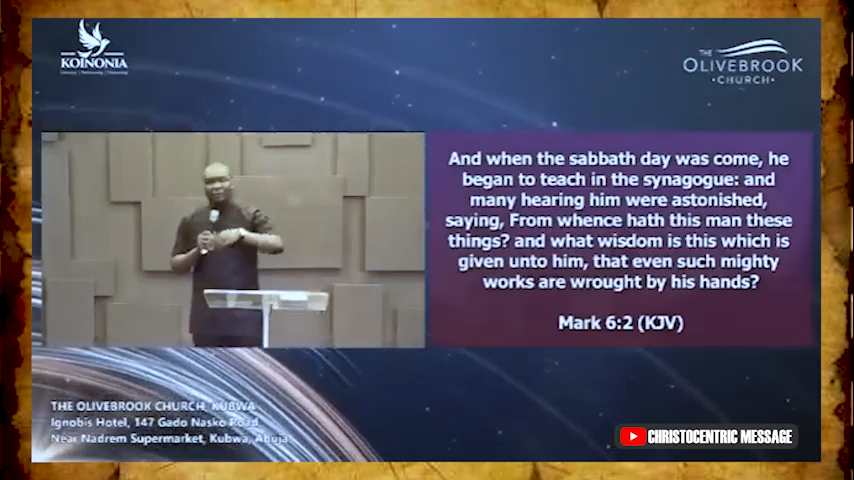 KOINONIA
THE
OLIVEBROOK
•CHURCH•
And when the sabbath day was come, he
began to teach in the synagogue: and
many hearing him were astonished,
saying, From whence hath this man these
things? and what wisdom is this which is
given unto him, that even such mighty
works are wrought by his hands?
Mark 6:2 (KJV)
THE OLIVEBROOK CHURCH, KUBWA
Ignobis Hotel, 147 Gado Nasko Road
Near Nadrem Supermarket, Kubwa, Abuja
CHRISTOCENTRIC MESSAGE